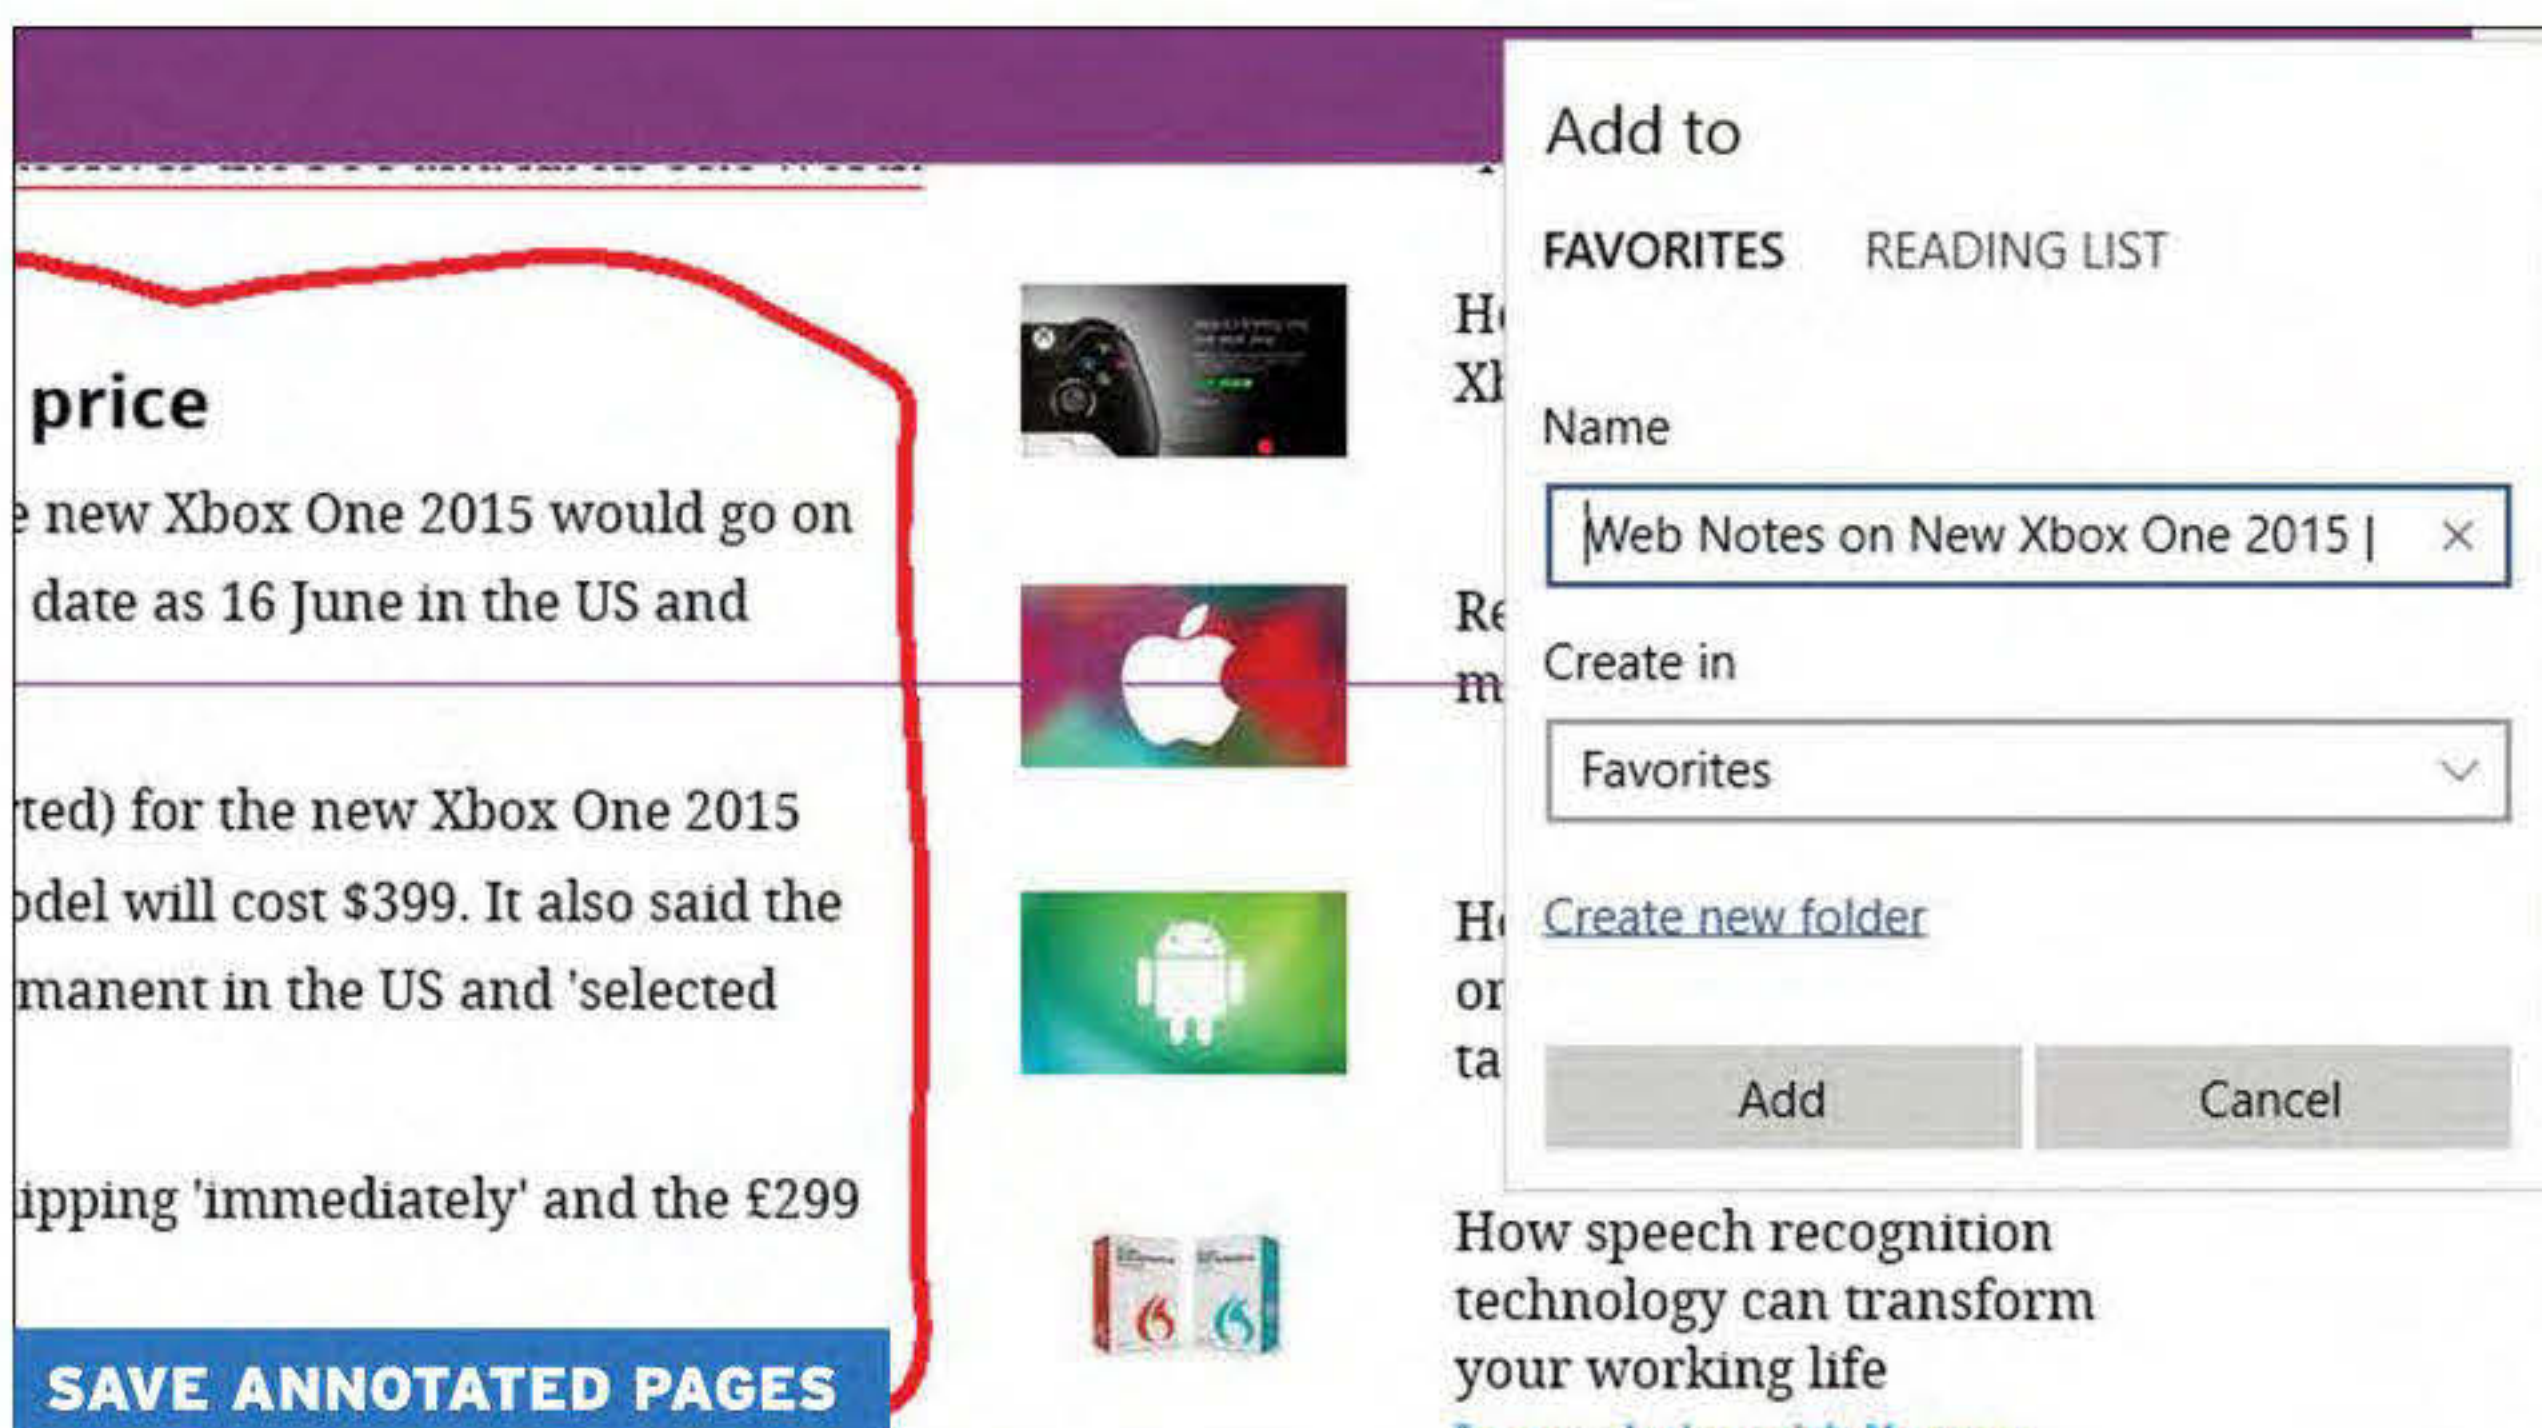 price
new Xbox One 2015 would go on
date as 16 June in the US and
ted) for the new Xbox One 2015
del will cost $399. It also said the
manent in the US and 'selected
ipping 'immediately' and the £299
SAVE ANNOTATED PAGES
How speech recognition
technology can transform
your working life
Add to
FAVORITES READING LIST
Name
Web Notes on New Xbox One 2015 |
Create in
Favorites
Create new folder
Add Cancel